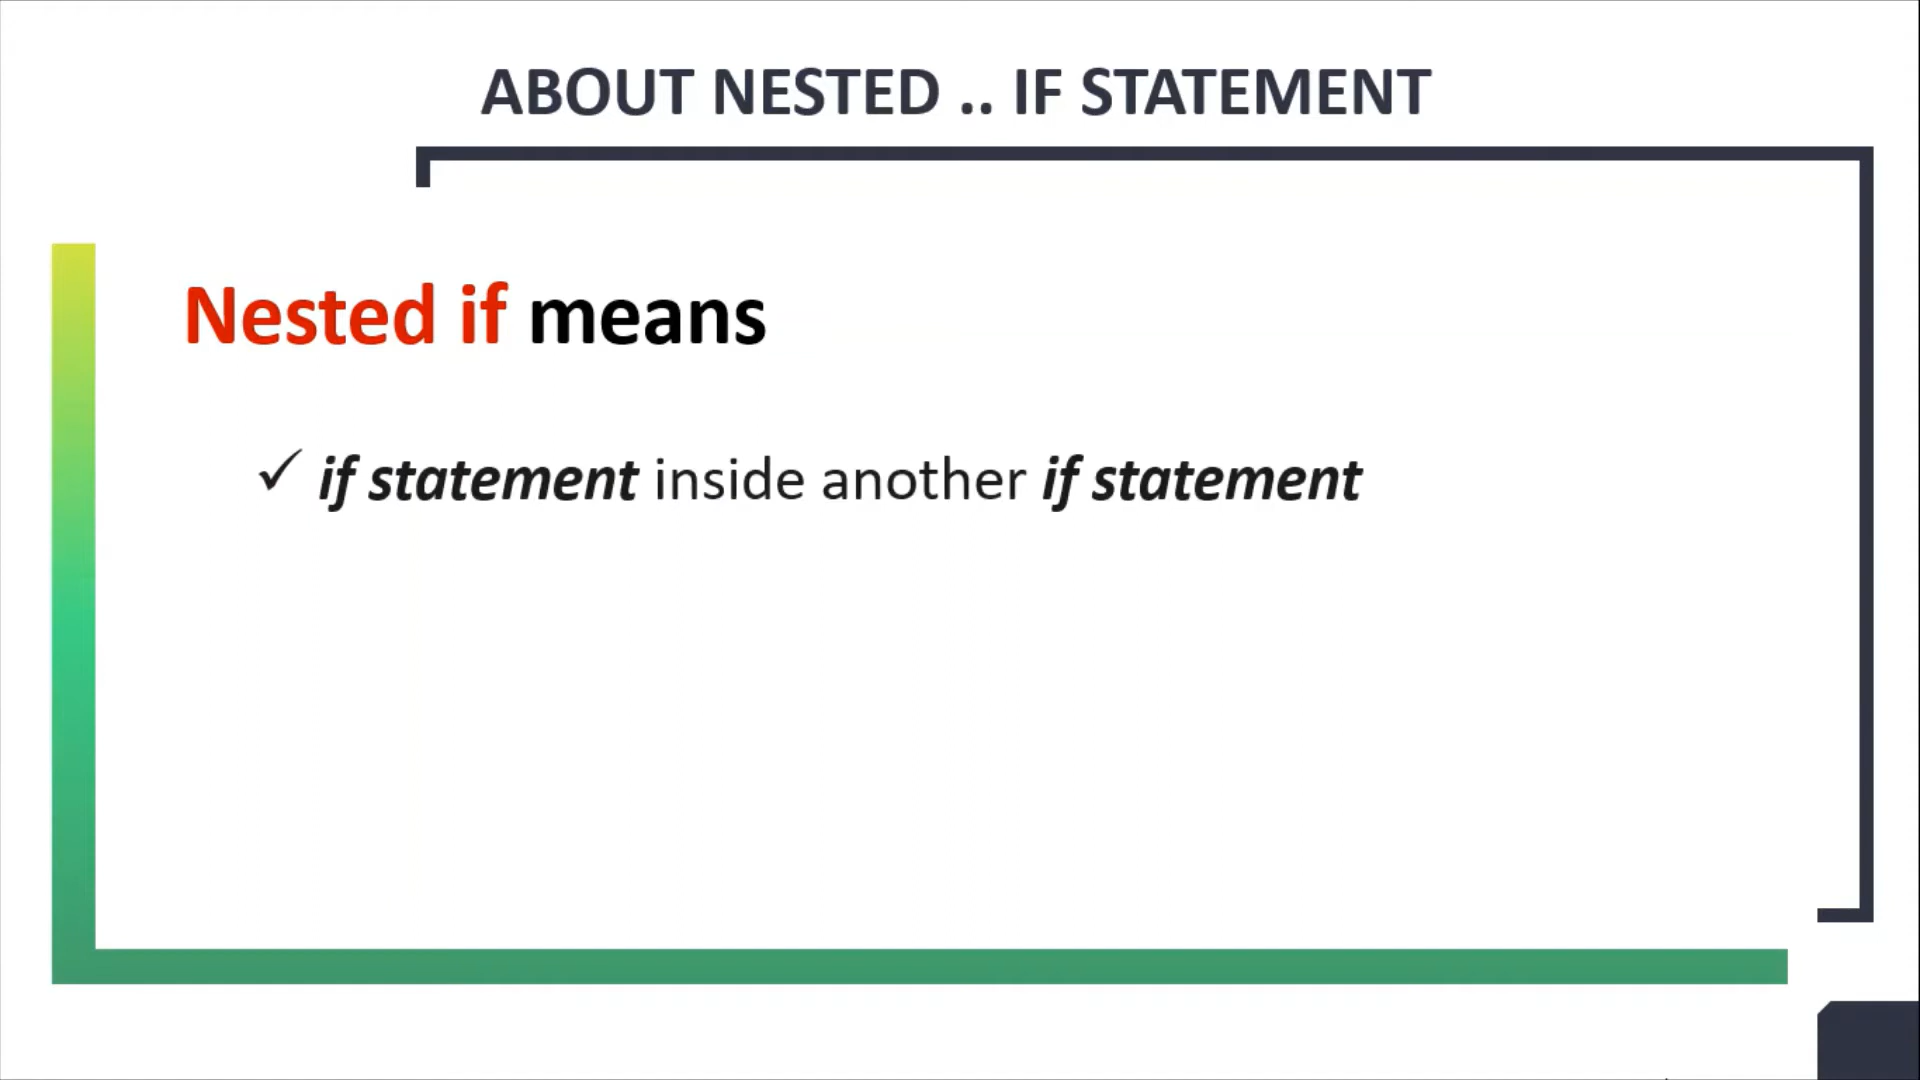 ABOUT NESTED .. IF STATEMENT
Nested if means
✓ if statement inside another if statement